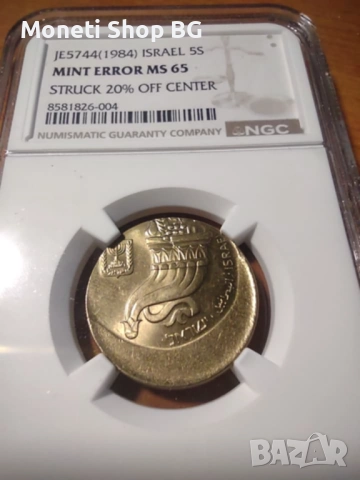 Moneti Shop BG
JE5744(1984) ISRAEL 5S
MINT ERROR MS 65
STRUCK 20% OFF CENTER
8581826-004
NUMISMATIC GUARANTY COMPANY
NGC
ISRAE
BAZAR
bg